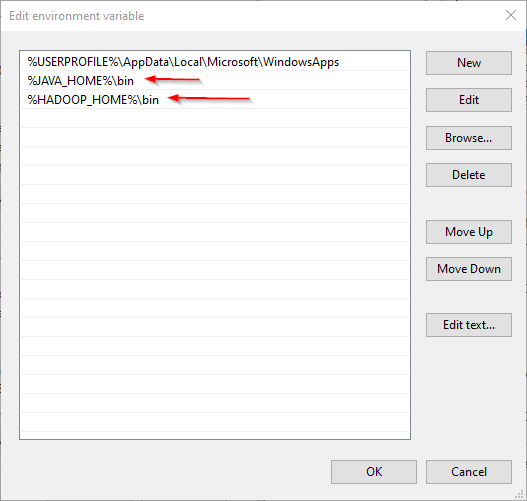 Edit environment variable
%USERPROFILE%\AppData\Local\Microsoft\WindowsApps
%JAVA_HOME%\bin
%HADOOP_HOME%\bin
New
Edit
Browse...
Delete
Move Up
Move Down
Edit text...
OK
Cancel